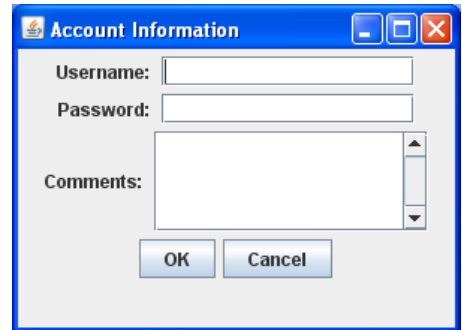 Account Information
Username:
Password:
Comments:
OK Cancel